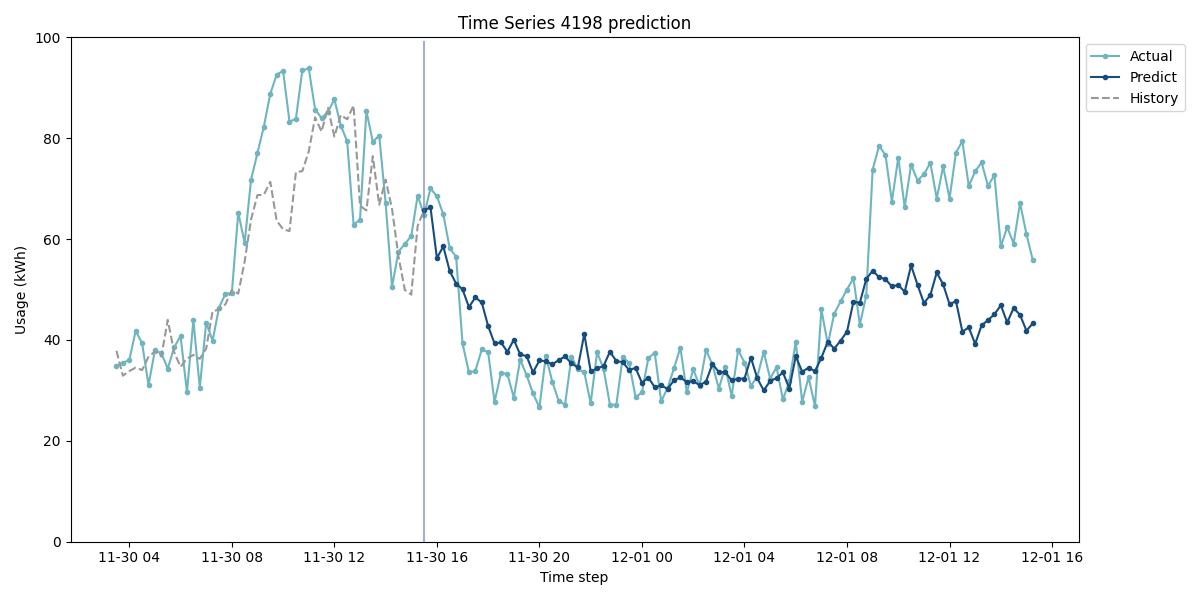 Time Series 4198 prediction
Usage (kWh)
100
80
60
40
20
0
11-30 04
11-30 08
11-30 12
11-30 16
11-30 20
12-01 00
12-01 04
12-01 08
12-01 12
12-01 16
Time step
Actual
Predict
History